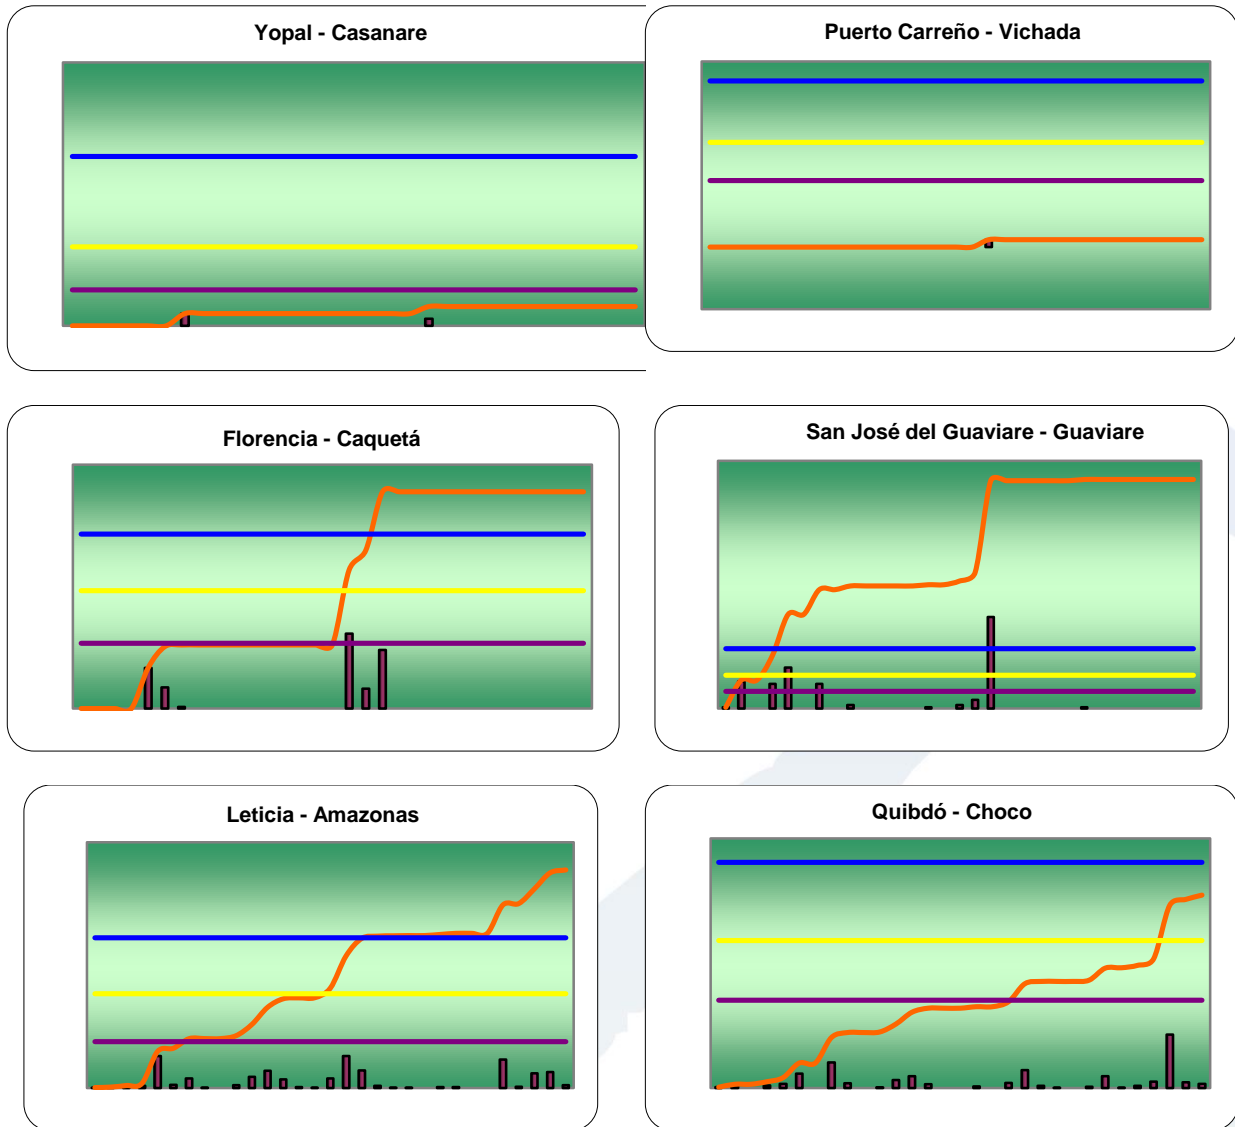 Yopal - Casanare
Puerto Carreño - Vichada
Florencia - Caquetá
San José del Guaviare - Guaviare
Leticia - Amazonas
Quibdó - Choco